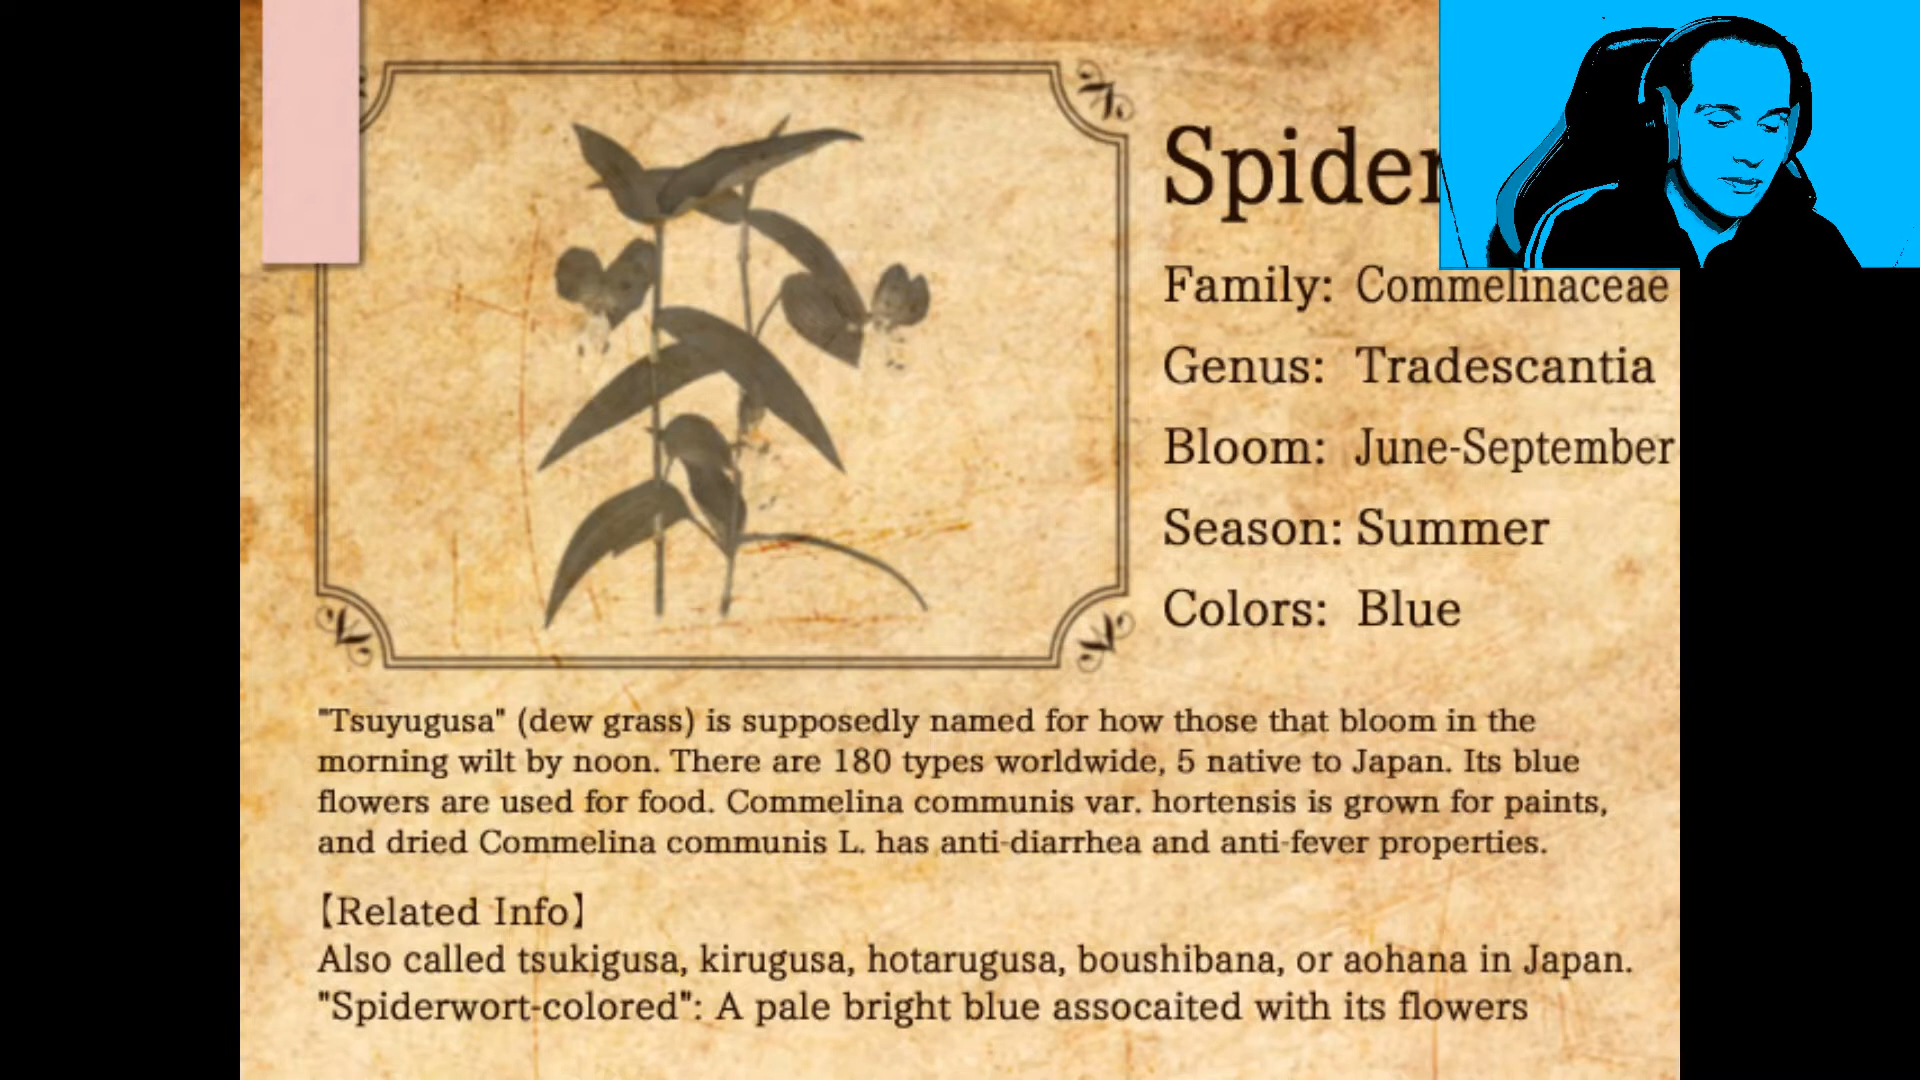 Spider
Family: Commelinaceae
Genus: Tradescantia
Bloom: June-September
Season: Summer
Colors: Blue
"Tsuyugusa" (dew grass) is supposedly named for how those that bloom in the
morning wilt by noon. There are 180 types worldwide, 5 native to Japan. Its blue
flowers are used for food. Commelina communis var. hortensis is grown for paints,
and dried Commelina communis L. has anti-diarrhea and anti-fever properties.
【Related Info】
Also called tsukigusa, kirugusa, hotarugusa, boushibana, or aohana in Japan.
"Spiderwort-colored": A pale bright blue assocaited with its flowers